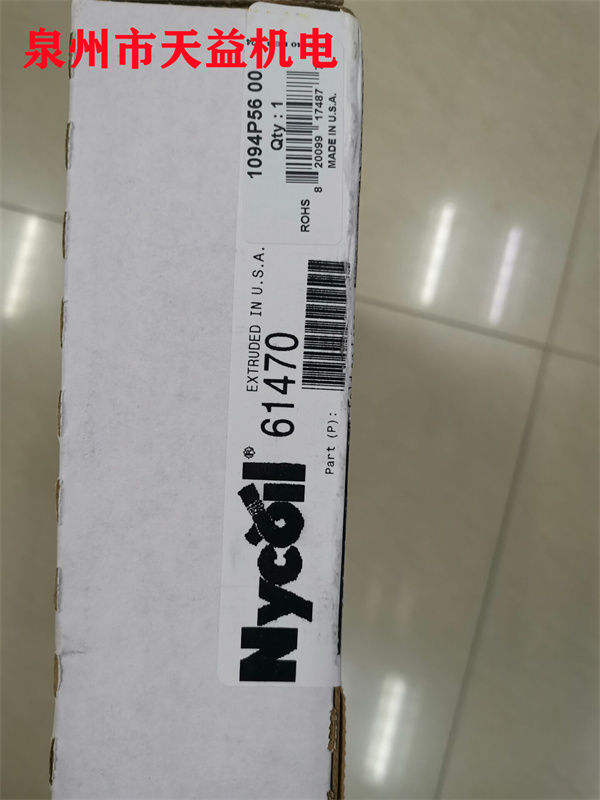 泉州市天益机电
1094P56 00
Qty : 1
8 20099 17487
MADE IN U.S.A.
ROHS
EXTRUDED IN U.S.A.
61470
Nycoil®
Part (P):